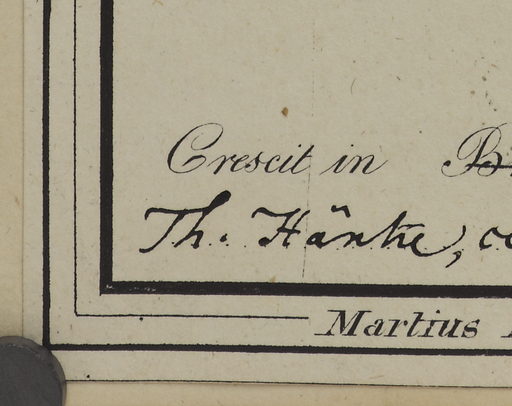 Crescit in
Th. Hänke,
Martius